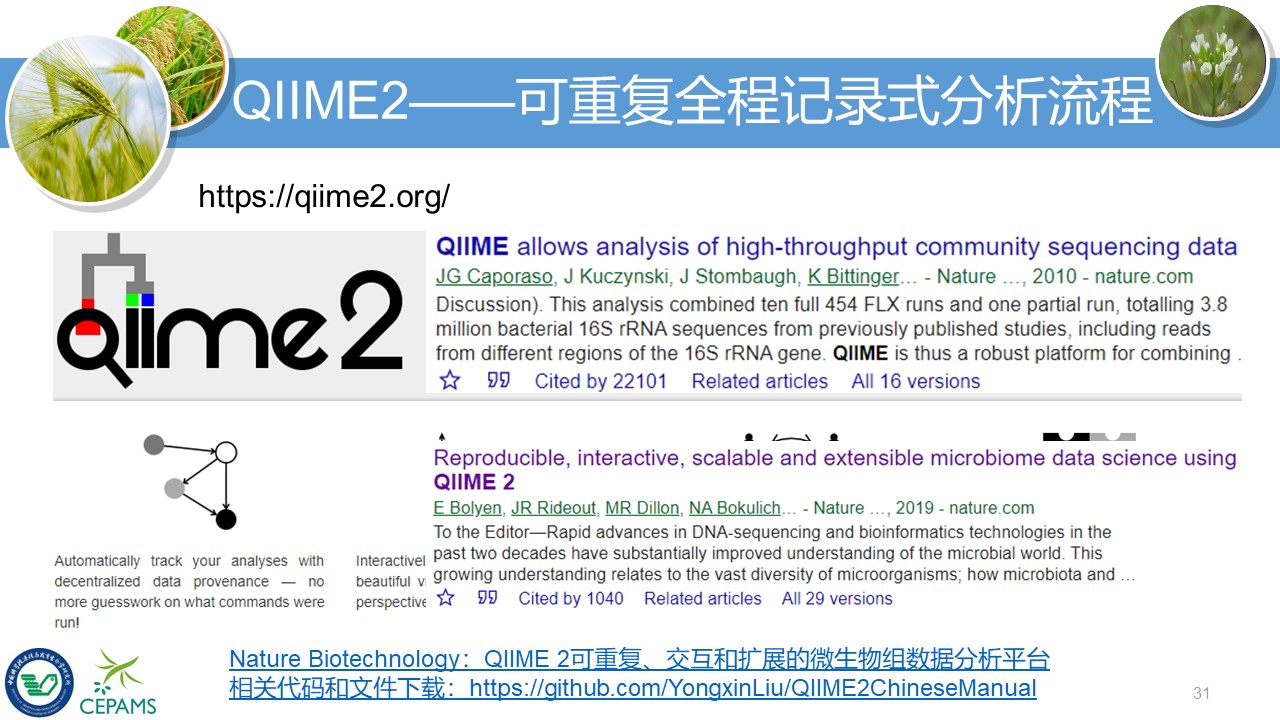 QIIME2——可重复全程记录式分析流程
https://qiime2.org/
qiime2
QIIME allows analysis of high-throughput community sequencing data
JG Caporaso, J Kuczynski, J Stombaugh, K Bittinger… - Nature …, 2010 - nature.com
Discussion). This analysis combined ten full 454 FLX runs and one partial run, totalling 3.8
million bacterial 16S rRNA sequences from previously published studies, including reads
from different regions of the 16S rRNA gene. QIIME is thus a robust platform for combining .
Cited by 22101 Related articles All 16 versions
Reproducible, interactive, scalable and extensible microbiome data science using
QIIME 2
E Bolyen, JR Rideout, MR Dillon, NA Bokulich… - Nature …, 2019 - nature.com
To the Editor—Rapid advances in DNA-sequencing and bioinformatics technologies in the
past two decades have substantially improved understanding of the microbial world. This
growing understanding relates to the vast diversity of microorganisms; how microbiota and …
Cited by 1040 Related articles All 29 versions
Automatically track your analyses with
decentralized data provenance — no
more guesswork on what commands were
run!
Interactivel
beautiful vi
perspective
Nature Biotechnology：QIIME 2可重复、交互和扩展的微生物组数据分析平台
相关代码和文件下载：https://github.com/YongxinLiu/QIIME2ChineseManual
CEPAMS
31